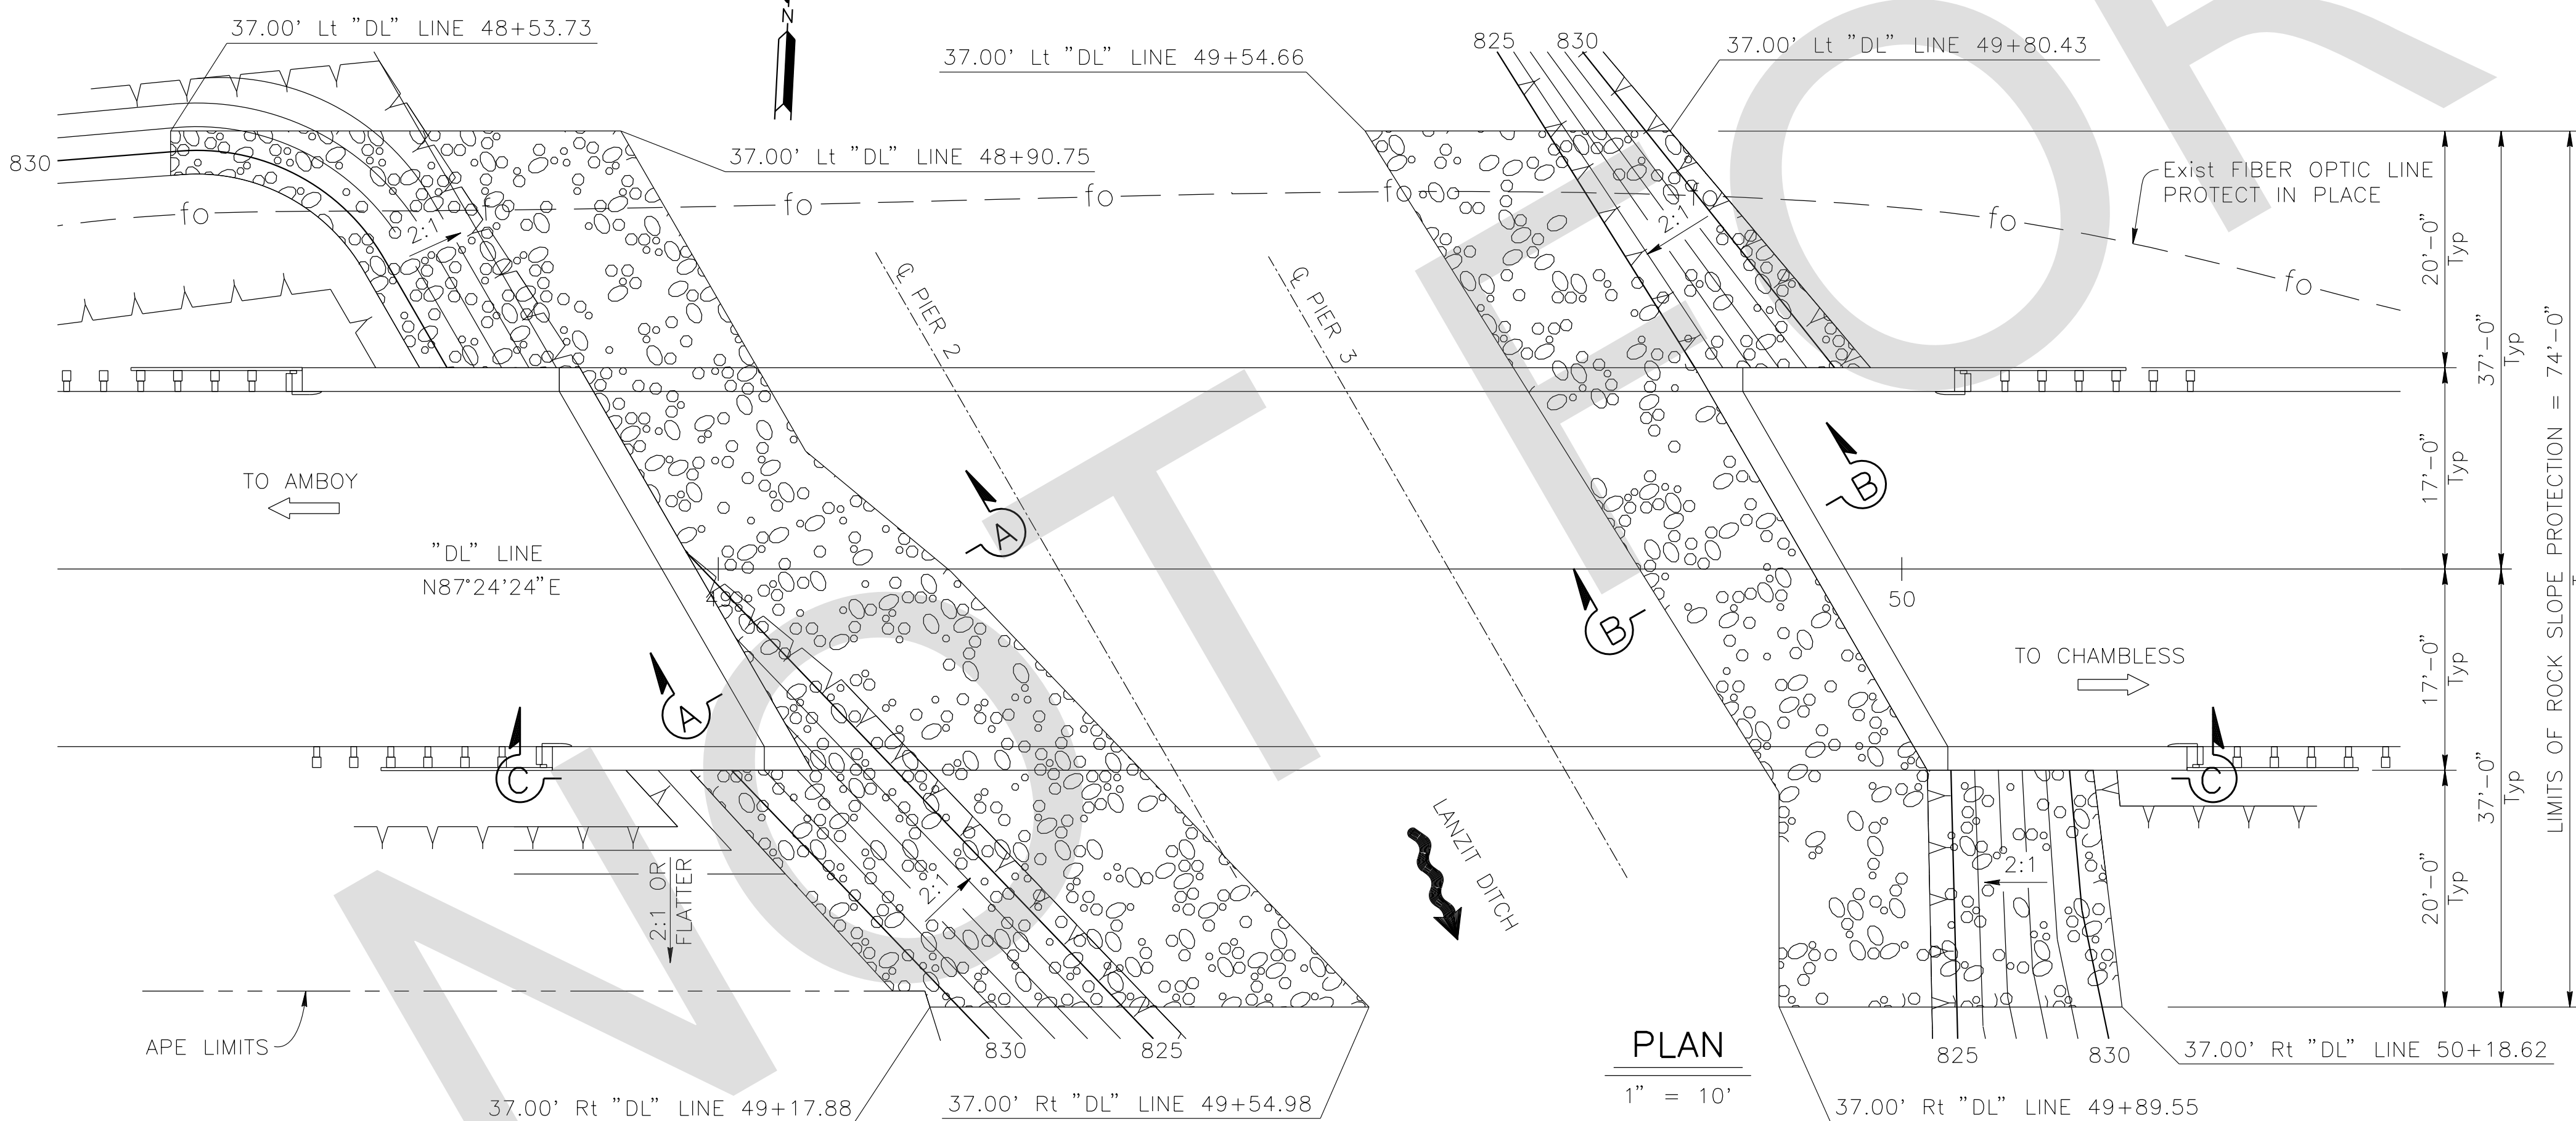 37.00' Lt "DL" LINE 48+53.73
N
37.00' Lt "DL" LINE 49+54.66
825
830
37.00' Lt "DL" LINE 49+80.43
830
37.00' Lt "DL" LINE 48+90.75
Exist FIBER OPTIC LINE
PROTECT IN PLACE
fo
fo
fo
fo
fo
fo
2:1
2:1
20'-0"
Typ
℄ PIER 2
℄ PIER 3
37'-0"
Typ
LIMITS OF ROCK SLOPE PROTECTION = 74'-0"
TO AMBOY
A
B
17'-0"
Typ
"DL" LINE
N87°24'24"E
49
50
B
TO CHAMBLESS
17'-0"
Typ
A
C
C
37'-0"
Typ
LANZIT DITCH
2:1 OR
FLATTER
2:1
2:1
20'-0"
Typ
APE LIMITS
830
825
PLAN
1" = 10'
825
830
37.00' Rt "DL" LINE 50+18.62
37.00' Rt "DL" LINE 49+17.88
37.00' Rt "DL" LINE 49+54.98
37.00' Rt "DL" LINE 49+89.55
NOT FOR